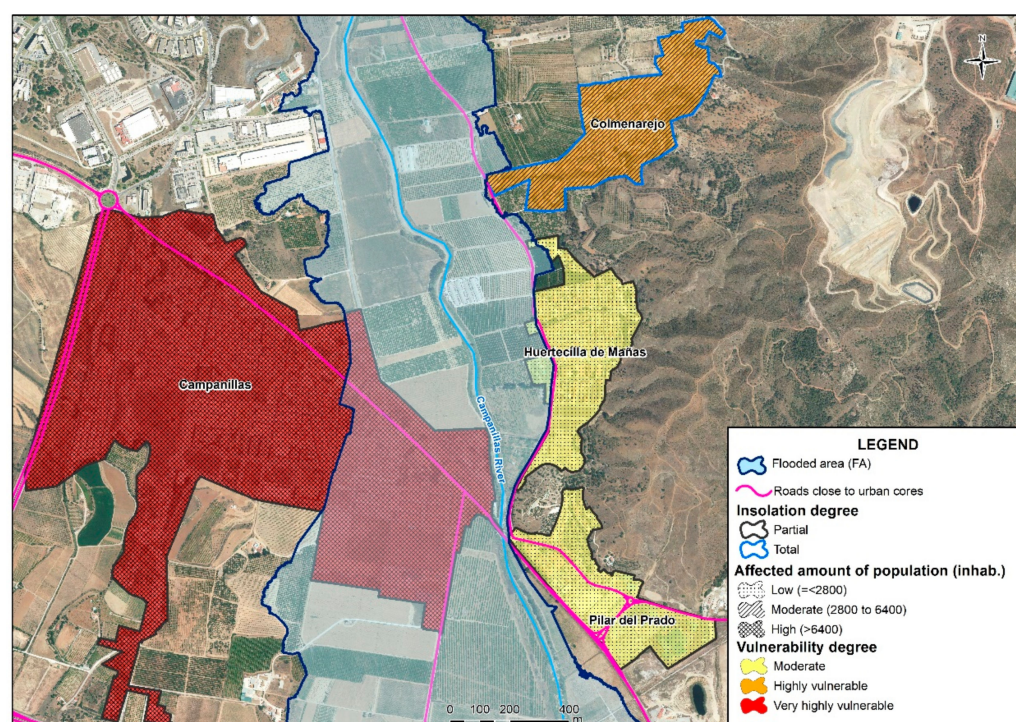 N
Colmenarejo
Huertecilla de Mañas
Campanillas
Campanillas River
Pilar del Prado
0 100 200 400
m
LEGEND
Flooded area (FA)
Roads close to urban cores
Insolation degree
Partial
Total
Affected amount of population (inhab.)
Low (=<2800)
Moderate (2800 to 6400)
High (>6400)
Vulnerability degree
Moderate
Highly vulnerable
Very highly vulnerable